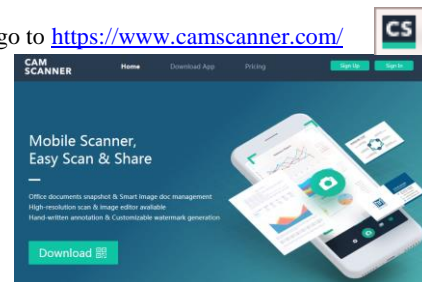 go to https://www.camscanner.com/
CS
CAM
SCANNER
Home
Download App
Pricing
Sign Up
Sign In
Mobile Scanner,
Easy Scan & Share
Office documents snapshot & Smart image doc management
High-resolution scan & image editor available
Hand-written annotation & Customizable watermark generation
Download